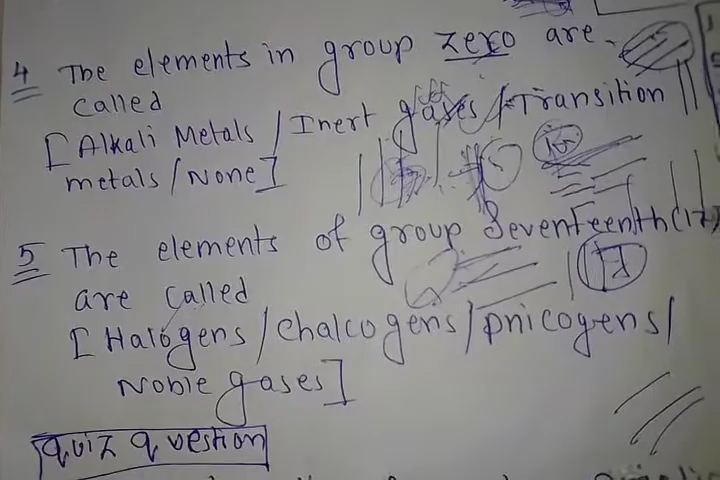 4 The elements in group zero are
called
[Alkali Metals / Inert gases / Transition
metals / None]
5 The elements of group Seventeenth (17)
are called
[Halogens / chalcogens / pnicogens /
Noble gases]
Quiz question